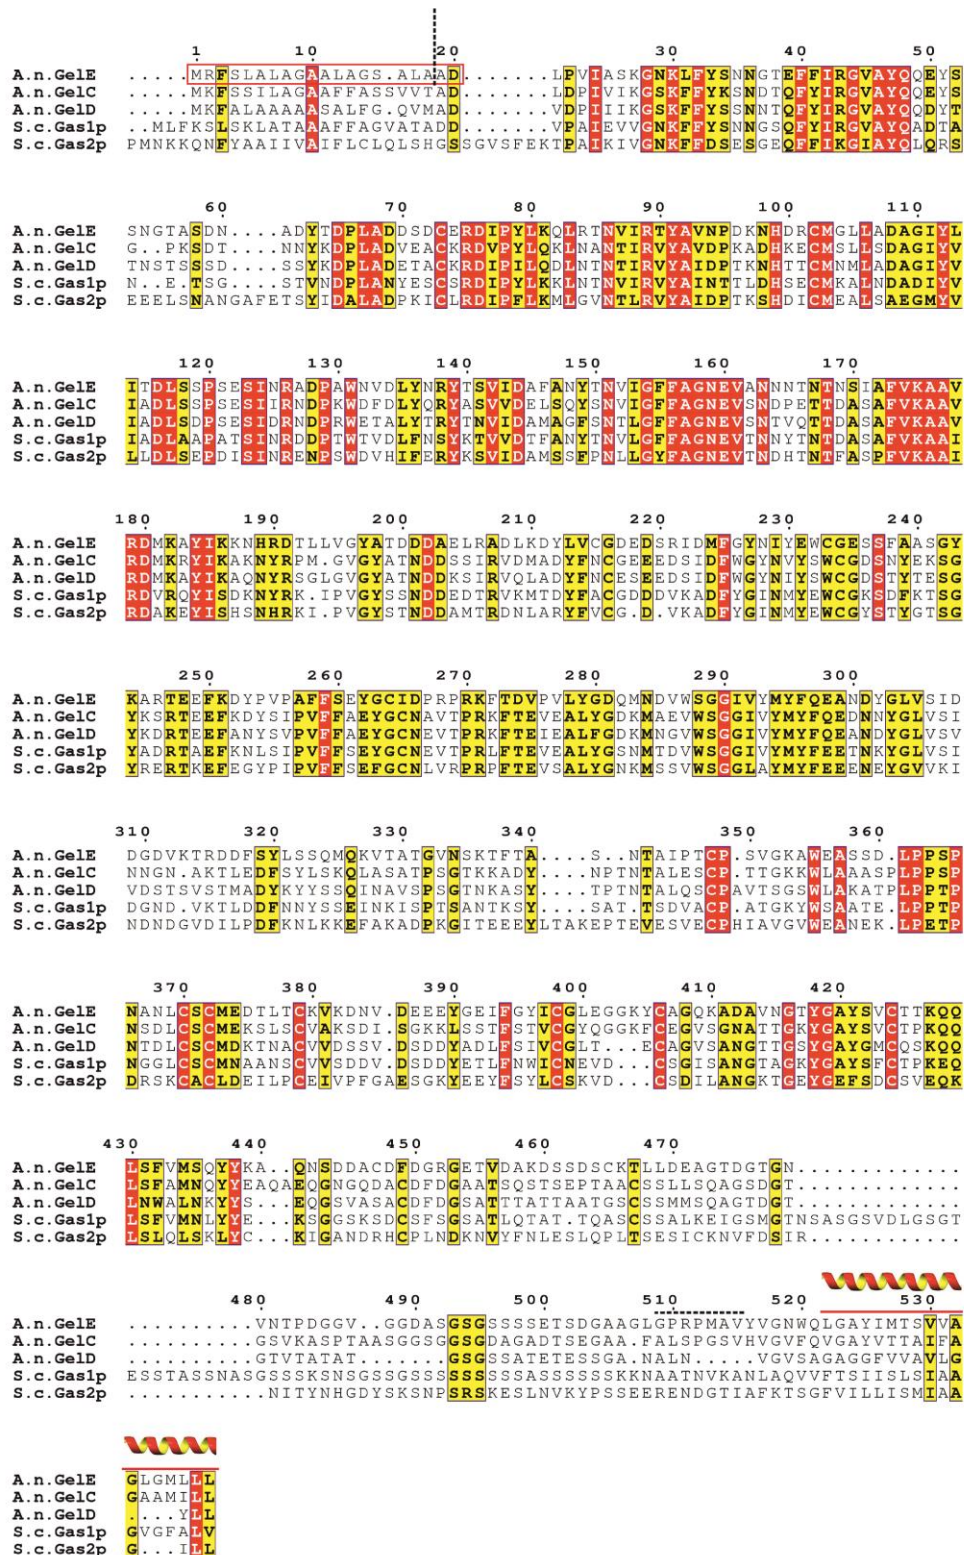 1 10 20 30 40 50
A.n.GelE .....MRFSLALAGAALAGS.ALAAD.......LPVIASKGNKLFYSNNGTEFFIRGVAYQQEYS
A.n.GelC .....MKFSSILAGAAFFASSVVTAD.......LDPIVIKGSKFFYKSNDTQFYIRGVAYQQEYS
A.n.GelD .....MKFALAAAAASALFG.QVMAD.......VDPIIIKGSKFFYSSNNTQFYIRGVAYQQDYT
S.c.Gas1p ..MLFKSLSKLATAAAFFAGVATADD.......VPAIEVVGNKFFYSNNGSQFYIRGVAYQADTA
S.c.Gas2p PMNKKQNFYAAIIVAIFLCLQLSHGSSGVSFEKTPAIKIVGNKFFDSESGEQFFIKGIAYQLQRS
60 70 80 90 100 110
A.n.GelE SNGTASDN....ADYTDPLADDSDCERDIPYLKQLRTNVIRTYAVNPDKNHDRCMGLLADAGIYL
A.n.GelC G..PKSDT....NNYKDPLADVEACKRDVPYLQKLNANTIRVYAVDPKADHKECMSLLSDAGIYV
A.n.GelD TNSTSSSD....SSYKDPLADETACKRDIPILQDLNTNTIRVYAIDPTKNHTTCMNMLADAGIYV
S.c.Gas1p N..E.TSG....STVNDPLANYESCSRDIPYLKKLNTNVIRVYAINTTLDHSECMKALNDADIYV
S.c.Gas2p EEELSNANGAFETSYIDALADPKICLRDIPFLKMLGVNTLRVYAIDPTKSHDICMEALSAEGMYV
120 130 140 150 160 170
A.n.GelE ITDLSSPSESINRADPAWNVDLYNRYTSVIDAFANYTNVIGFFAGNEVANNNTNTNSIAFVKAAV
A.n.GelC IADLSSPSESIIRNDPKWDFDLYQRYASVVDELSQYSNVIGFFAGNEVSNDPETTDASAFVKAAV
A.n.GelD IADLSDPSESIDRNDPRWETALYTRYTNVIDAMAGFSNTLGFFAGNEVSNTVQTTDASAFVKAAV
S.c.Gas1p IADLAAPATSINRDDPTWTVDLFNSYKTVVDTFANYTNVLGFFAGNEVTNNYTNTDASAFVKAAI
S.c.Gas2p LLDLSEPDISINRENPSWDVHIFERYKSVIDAMSSFPNLLGYFAGNEVTNDHTNTFASPFVKAAI
180 190 200 210 220 230 240
A.n.GelE RDMKAYIKKNHRDTLLVGYATDDDAELRADLKDYLVCGDEDSRIDMFGYNIYEWCGESSFAASGY
A.n.GelC RDMKRYIKAKNYRPM.GVGYATNDDSSIRVDMADYFNCGEEEDSIDFWGYNVYSWCGDSNYEKSG
A.n.GelD RDMKAYIKAQNYRSGLGVGYATNDDKSIRVQLADYFNCESEEDSIDFWGYNIYSWCGDSTYTESG
S.c.Gas1p RDVRQYISDKNYRK.IPVGYSSNDDEDTRVKMTDYFACGDDDVKADFYGINMYEWCGKSDFKTSG
S.c.Gas2p RDAKEYISHSNHRKI.PVGYSTNDDAMTRDNLARYFVCG.D.VKADFYGINMYEWCGYSTYGTSG
250 260 270 280 290 300
A.n.GelE KARTEEFKDYPVPAFFSEYGCIDPRPRKFTDVPVLYGDQMNDVWSGGIVYMYFQEANDYGLVSID
A.n.GelC YKSRTEEFKDYSIPVFFAEYGCNAVTPRKFTEVEALYGDKMAEVWSGGIVYMYFQEDNNYGLVSI
A.n.GelD YKDRTEEFANYSVPVFFAEYGCNEVTPRKFTEIEALFGDKMNGVWSGGIVYMYFQEANDYGLVSV
S.c.Gas1p YADRTAEFKNLSIPVFFSEYGCNEVTPRLFTEVEALYGSNMTDVWSGGIVYMYFEETNKYGLVSI
S.c.Gas2p YRERTKEFEGYPIPVFFSEFGCNLVRPRPFTEVSALYGNKMSSVWSGGLAYMYFEEENEYGVVKI
310 320 330 340 350 360
A.n.GelE DGDVKTRDDFSYLSSQMQKVTATGVNSKTFTA....S..NTAIPTCP.SVGKAWEASSD.LPPSP
A.n.GelC NNGN.AKTLEDFSYLSKQLASATPSGTKKADY....NPTNTALESCP.TTGKKWLAAASPLPPSP
A.n.GelD VDSTSVSTMADYKYYSSQINAVSPSGTNKASY....TPTNTALQSCPAVTSGSWLAKATPLPPTP
S.c.Gas1p DGND.VKTLDDFNNYSSEINKISPTSANTKSY....SAT.TSDVACP.ATGKYWSAATE.LPPTP
S.c.Gas2p NDNDGVDILPDFKNLKKEFAKADPKGITEEEYLTAKEPTEVESVECPHIAVGVWEANEK.LPETP
370 380 390 400 410 420
A.n.GelE NANLCSCMEDTLTCKVKDNV.DEEEYGEIFGYICGLEGGKYCAGQKADAVNGTYGAYSVCTTKQQ
A.n.GelC NSDLCSCMEKSLSCVAKSDI.SGKKLSSTFSTVCGYQGGKFCEGVSGNATTGKYGAYSVCTPKQQ
A.n.GelD NTDLCSCMDKTNACVVDSSV.DSDDYADLFSIVCGLT...ECAGVSANGTTGSYGAYGMCQSKQQ
S.c.Gas1p NGGLCSCMNAANSCVVSDDV.DSDDYETLFNWICNEVD...CSGISANGTAGKYGAYSFCTPKEQ
S.c.Gas2p DRSKCACLDEILPCEIVPFGAESGKYEEYFSYLCSKVD...CSDILANGKTGEYGEFSDCSVEQK
430 440 450 460 470
A.n.GelE LSFVMSQYYKA..QNSDDACDFDGRGETVDAKDSSDSCKTLLDEAGTDGTGN.............
A.n.GelC LSFAMNQYYEAQAEQGNGQDACDFDGAATSQSTSEPTAACSSLLSQAGSDGT.............
A.n.GelD LNWALNKYYS...EQGSVASACDFDGSATTTATTAATGSCSSMMSQAGTDGT.............
S.c.Gas1p LSFVMNLYYE...KSGGSKSDCSFSGSATLQTAT.TQASCSSALKEIGSMGTNSASGSVDLGSGT
S.c.Gas2p LSLQLSKLYC...KIGANDRHCPLNDKNVYFNLESLQPLTSESICKNVFDSIR............
480 490 500 510 520 530
A.n.GelE ..........VNTPDGGV..GGDASGSGSSSSETSDGAAGLGPRPMAVYVGNWQLGAYIMTSVVA
A.n.GelC ..........GSVKASPTAASGGSGGSGDAGADTSEGAA.FALSPGSVHVGVFQVGAYVTTAIFA
A.n.GelD ..........GTVTATAT.......GSGSSATETESSGA.NALN.....VGVSAGAGGFVVAVLG
S.c.Gas1p ESSTASSNASGSSSKSNSGSSGSSSSSSSSSASSSSSSKKNAATNVKANLAQVVFTSIISLSIAA
S.c.Gas2p ..........NITYNHGDYSKSNPSRSKESLNVKYPSSEERENDGTIAFKTSGFVILLISMIAA
A.n.GelE GLGMLLL
A.n.GelC GAAMILL
A.n.GelD ...YLL
S.c.Gas1p GVGFALV
S.c.Gas2p G...ILL